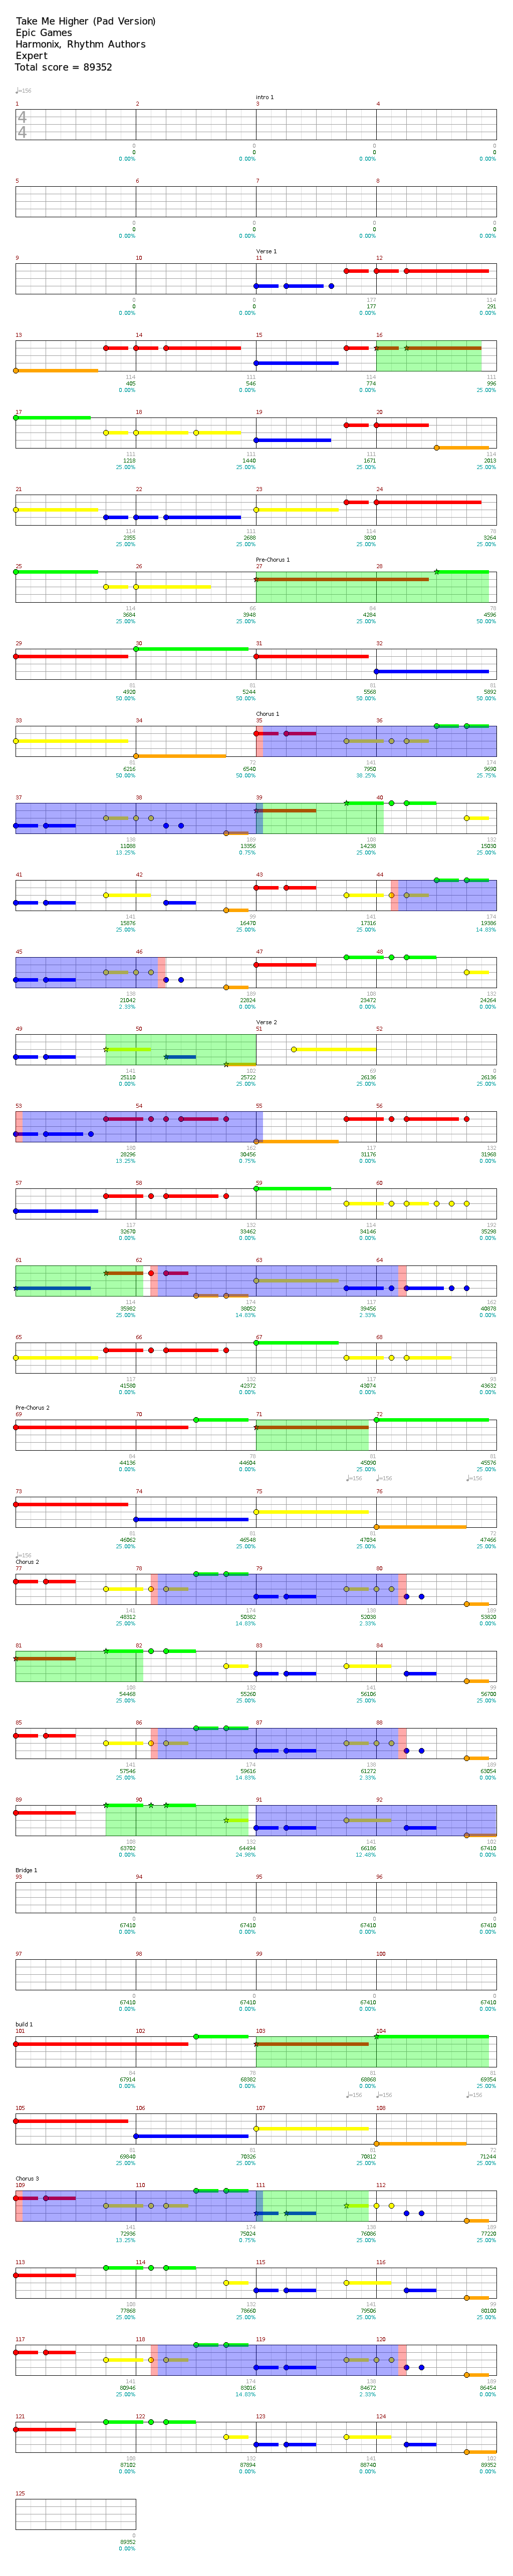 Take Me Higher (Pad Version)
Epic Games
Harmonix, Rhythm Authors
Expert
Total score = 89352
♩=156
intro 1
1 2 3 4
4
4
0 0 0 0
0 0 0 0
0.00% 0.00% 0.00% 0.00%
5 6 7 8
0 0 0 0
0 0 0 0
0.00% 0.00% 0.00% 0.00%
Verse 1
9 10 11 12
0 0 177 114
0 0 177 291
0.00% 0.00% 0.00% 0.00%
13 14 15 16
114 111 114 111
405 546 774 996
0.00% 0.00% 0.00% 25.00%
17 18 19 20
111 111 111 114
1218 1440 1671 2013
25.00% 25.00% 25.00% 25.00%
21 22 23 24
114 111 114 78
2355 2688 3030 3264
25.00% 25.00% 25.00% 25.00%
Pre-Chorus 1
25 26 27 28
114 66 84 78
3684 3948 4284 4596
25.00% 25.00% 25.00% 50.00%
29 30 31 32
81 81 81 81
4920 5244 5568 5892
50.00% 50.00% 50.00% 50.00%
Chorus 1
33 34 35 36
81 72 141 174
6216 6540 7950 9690
50.00% 50.00% 38.25% 25.75%
37 38 39 40
138 189 108 132
11088 13356 14238 15030
13.25% 0.75% 25.00% 25.00%
41 42 43 44
141 99 141 174
15876 16470 17316 19386
25.00% 25.00% 25.00% 14.83%
45 46 47 48
138 189 108 132
21042 22824 23472 24264
2.33% 0.00% 0.00% 0.00%
Verse 2
49 50 51 52
141 102 69 0
25110 25722 26136 26136
0.00% 25.00% 25.00% 25.00%
53 54 55 56
180 162 117 132
28296 30456 31176 31968
13.25% 0.75% 0.00% 0.00%
57 58 59 60
117 132 114 192
32670 33462 34146 35298
0.00% 0.00% 0.00% 0.00%
61 62 63 64
114 174 117 162
35982 38052 39456 40878
25.00% 14.83% 2.33% 0.00%
65 66 67 68
117 132 117 93
41580 42372 43074 43632
0.00% 0.00% 0.00% 0.00%
Pre-Chorus 2
69 70 71 72
84 78 81 81
44136 44604 45090 45576
0.00% 0.00% 25.00% 25.00%
♩=156 ♩=156 ♩=156
73 74 75 76
81 81 81 72
46062 46548 47034 47466
25.00% 25.00% 25.00% 25.00%
♩=156
Chorus 2
77 78 79 80
141 174 138 189
48312 50382 52038 53820
25.00% 14.83% 2.33% 0.00%
81 82 83 84
108 132 141 99
54468 55260 56106 56700
25.00% 25.00% 25.00% 25.00%
85 86 87 88
141 174 138 189
57546 59616 61272 63054
25.00% 14.83% 2.33% 0.00%
89 90 91 92
108 132 141 102
63702 64494 66186 67410
0.00% 24.98% 12.48% 0.00%
Bridge 1
93 94 95 96
0 0 0 0
67410 67410 67410 67410
0.00% 0.00% 0.00% 0.00%
97 98 99 100
0 0 0 0
67410 67410 67410 67410
0.00% 0.00% 0.00% 0.00%
build 1
101 102 103 104
84 78 81 81
67914 68382 68868 69354
0.00% 0.00% 25.00% 25.00%
♩=156 ♩=156 ♩=156
105 106 107 108
81 81 81 72
69840 70326 70812 71244
25.00% 25.00% 25.00% 25.00%
Chorus 3
109 110 111 112
141 174 138 189
72936 75024 76086 77220
13.25% 0.75% 25.00% 25.00%
113 114 115 116
108 132 141 99
77868 78660 79506 80100
25.00% 25.00% 25.00% 25.00%
117 118 119 120
141 174 138 189
80946 83016 84672 86454
25.00% 14.83% 2.33% 0.00%
121 122 123 124
108 132 141 102
87102 87894 88740 89352
0.00% 0.00% 0.00% 0.00%
125
0
89352
0.00%